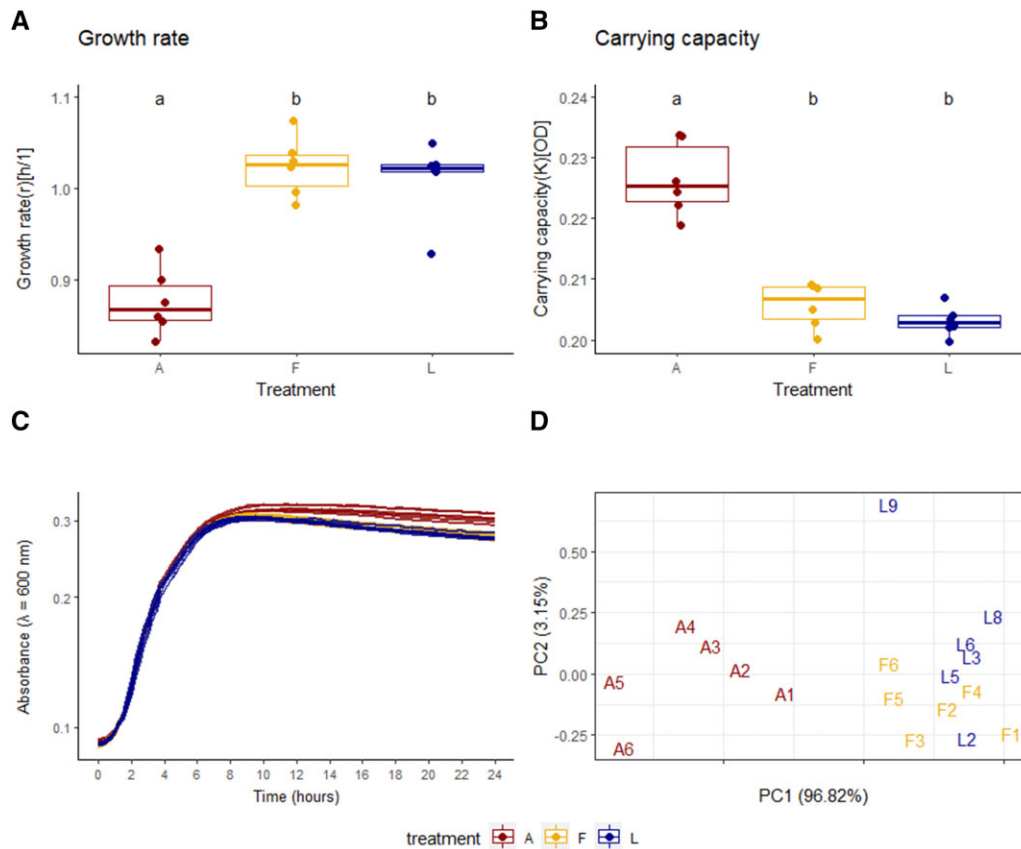 A
Growth rate
a
b
b
1.1
1.0
0.9
Growth rate(r)[h/1]
A
F
L
Treatment
B
Carrying capacity
a
b
b
0.24
0.23
0.22
0.21
0.20
Carrying capacity(K)[OD]
A
F
L
Treatment
C
0.3
0.2
0.1
Absorbance (λ = 600 nm)
0 2 4 6 8 10 12 14 16 18 20 22 24
Time (hours)
D
0.50
0.25
0.00
-0.25
PC2 (3.15%)
L9
L8
A4
A3
L6
L3
F6
A2
L5
A5
A1
F5
F4
F2
F3
L2
F1
A6
PC1 (96.82%)
treatment A F L